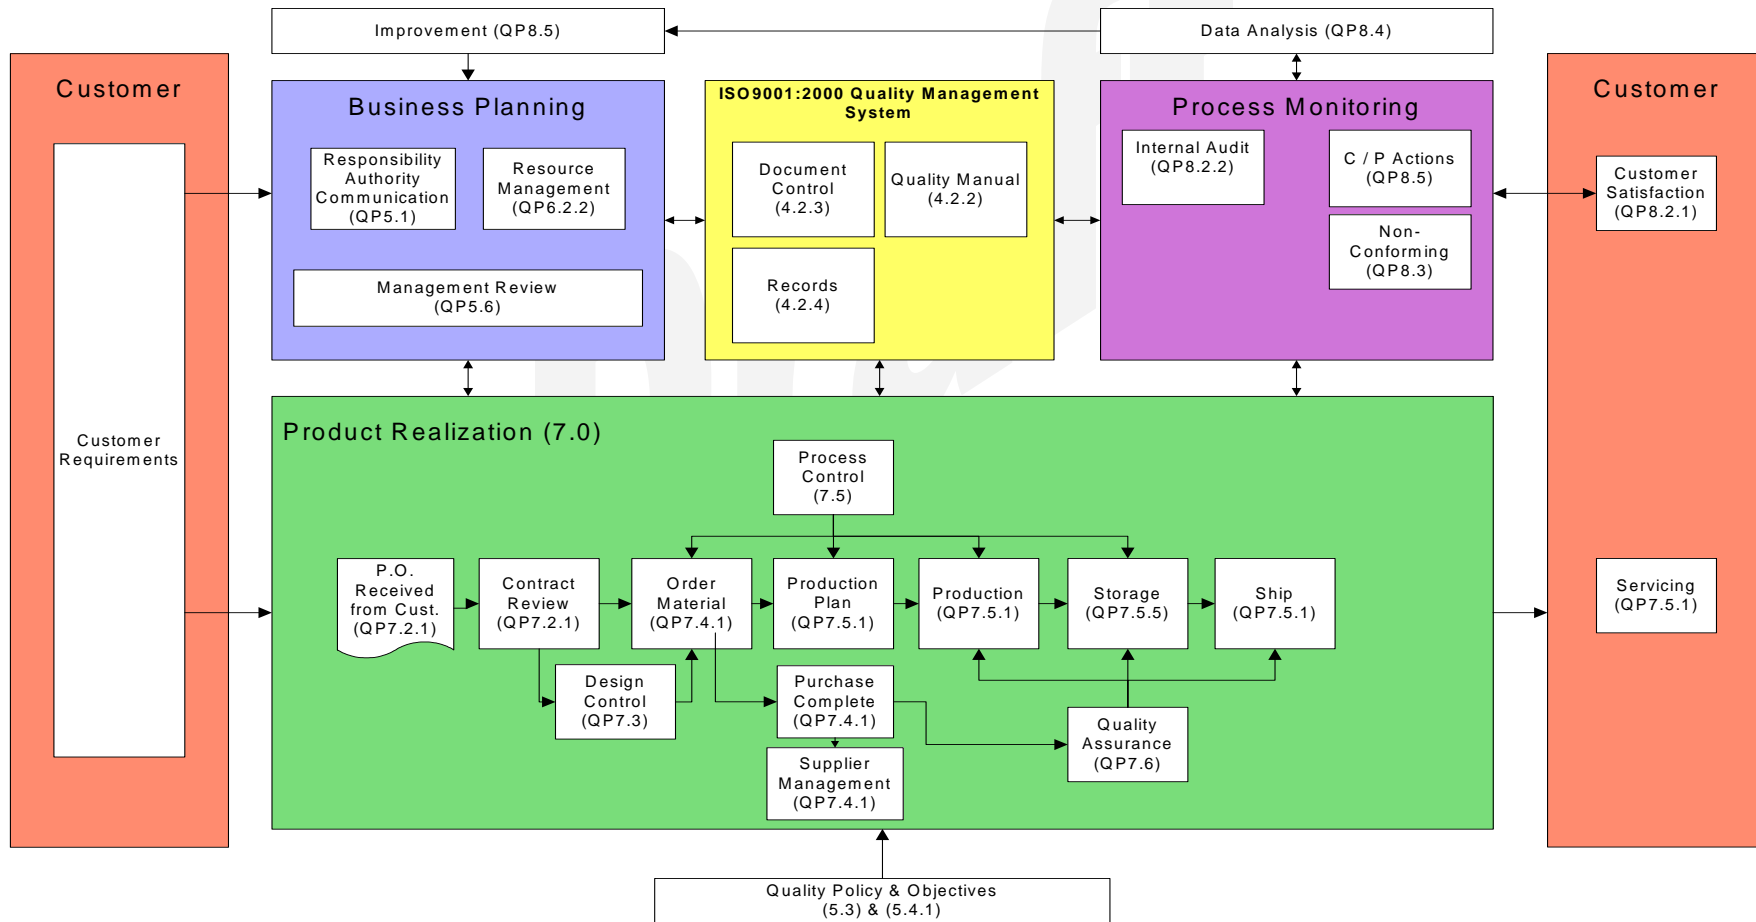 Improvement (QP8.5)
Data Analysis (QP8.4)
Customer
Customer
Requirements
Business Planning
Responsibility
Authority
Communication
(QP5.1)
Resource
Management
(QP6.2.2)
Management Review
(QP5.6)
ISO9001:2000 Quality Management
System
Document
Control
(4.2.3)
Quality Manual
(4.2.2)
Records
(4.2.4)
Process Monitoring
Internal Audit
(QP8.2.2)
C / P Actions
(QP8.5)
Non-
Conforming
(QP8.3)
Customer
Customer
Satisfaction
(QP8.2.1)
Servicing
(QP7.5.1)
Product Realization (7.0)
Process
Control
(7.5)
P.O.
Received
from Cust.
(QP7.2.1)
Contract
Review
(QP7.2.1)
Order
Material
(QP7.4.1)
Production
Plan
(QP7.5.1)
Production
(QP7.5.1)
Storage
(QP7.5.5)
Ship
(QP7.5.1)
Design
Control
(QP7.3)
Purchase
Complete
(QP7.4.1)
Quality
Assurance
(QP7.6)
Supplier
Management
(QP7.4.1)
Quality Policy & Objectives
(5.3) & (5.4.1)